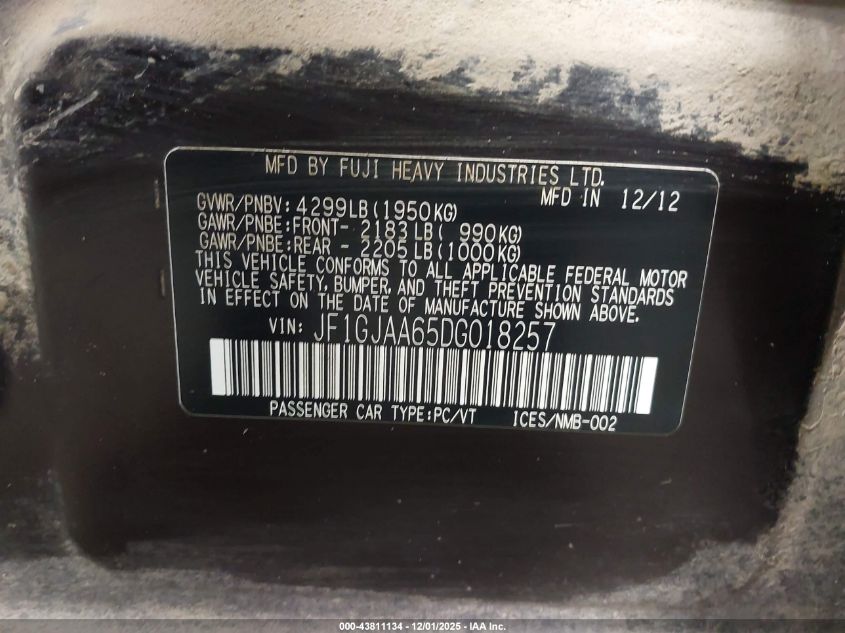 MFD BY FUJI HEAVY INDUSTRIES LTD.
MFD IN 12/12
GVWR/PNBV: 4299LB(1950KG)
GAWR/PNBE:FRONT- 2183LB( 990KG)
GAWR/PNBE:REAR - 2205LB(1000KG)
THIS VEHICLE CONFORMS TO ALL APPLICABLE FEDERAL MOTOR
VEHICLE SAFETY, BUMPER, AND THEFT PREVENTION STANDARDS
IN EFFECT ON THE DATE OF MANUFACTURE SHOWN ABOVE.
VIN: JF1GJAA65DG018257
PASSENGER CAR TYPE:PC/VT ICES/NMB-002
000-43811134 - 12/01/2025 - IAA Inc.